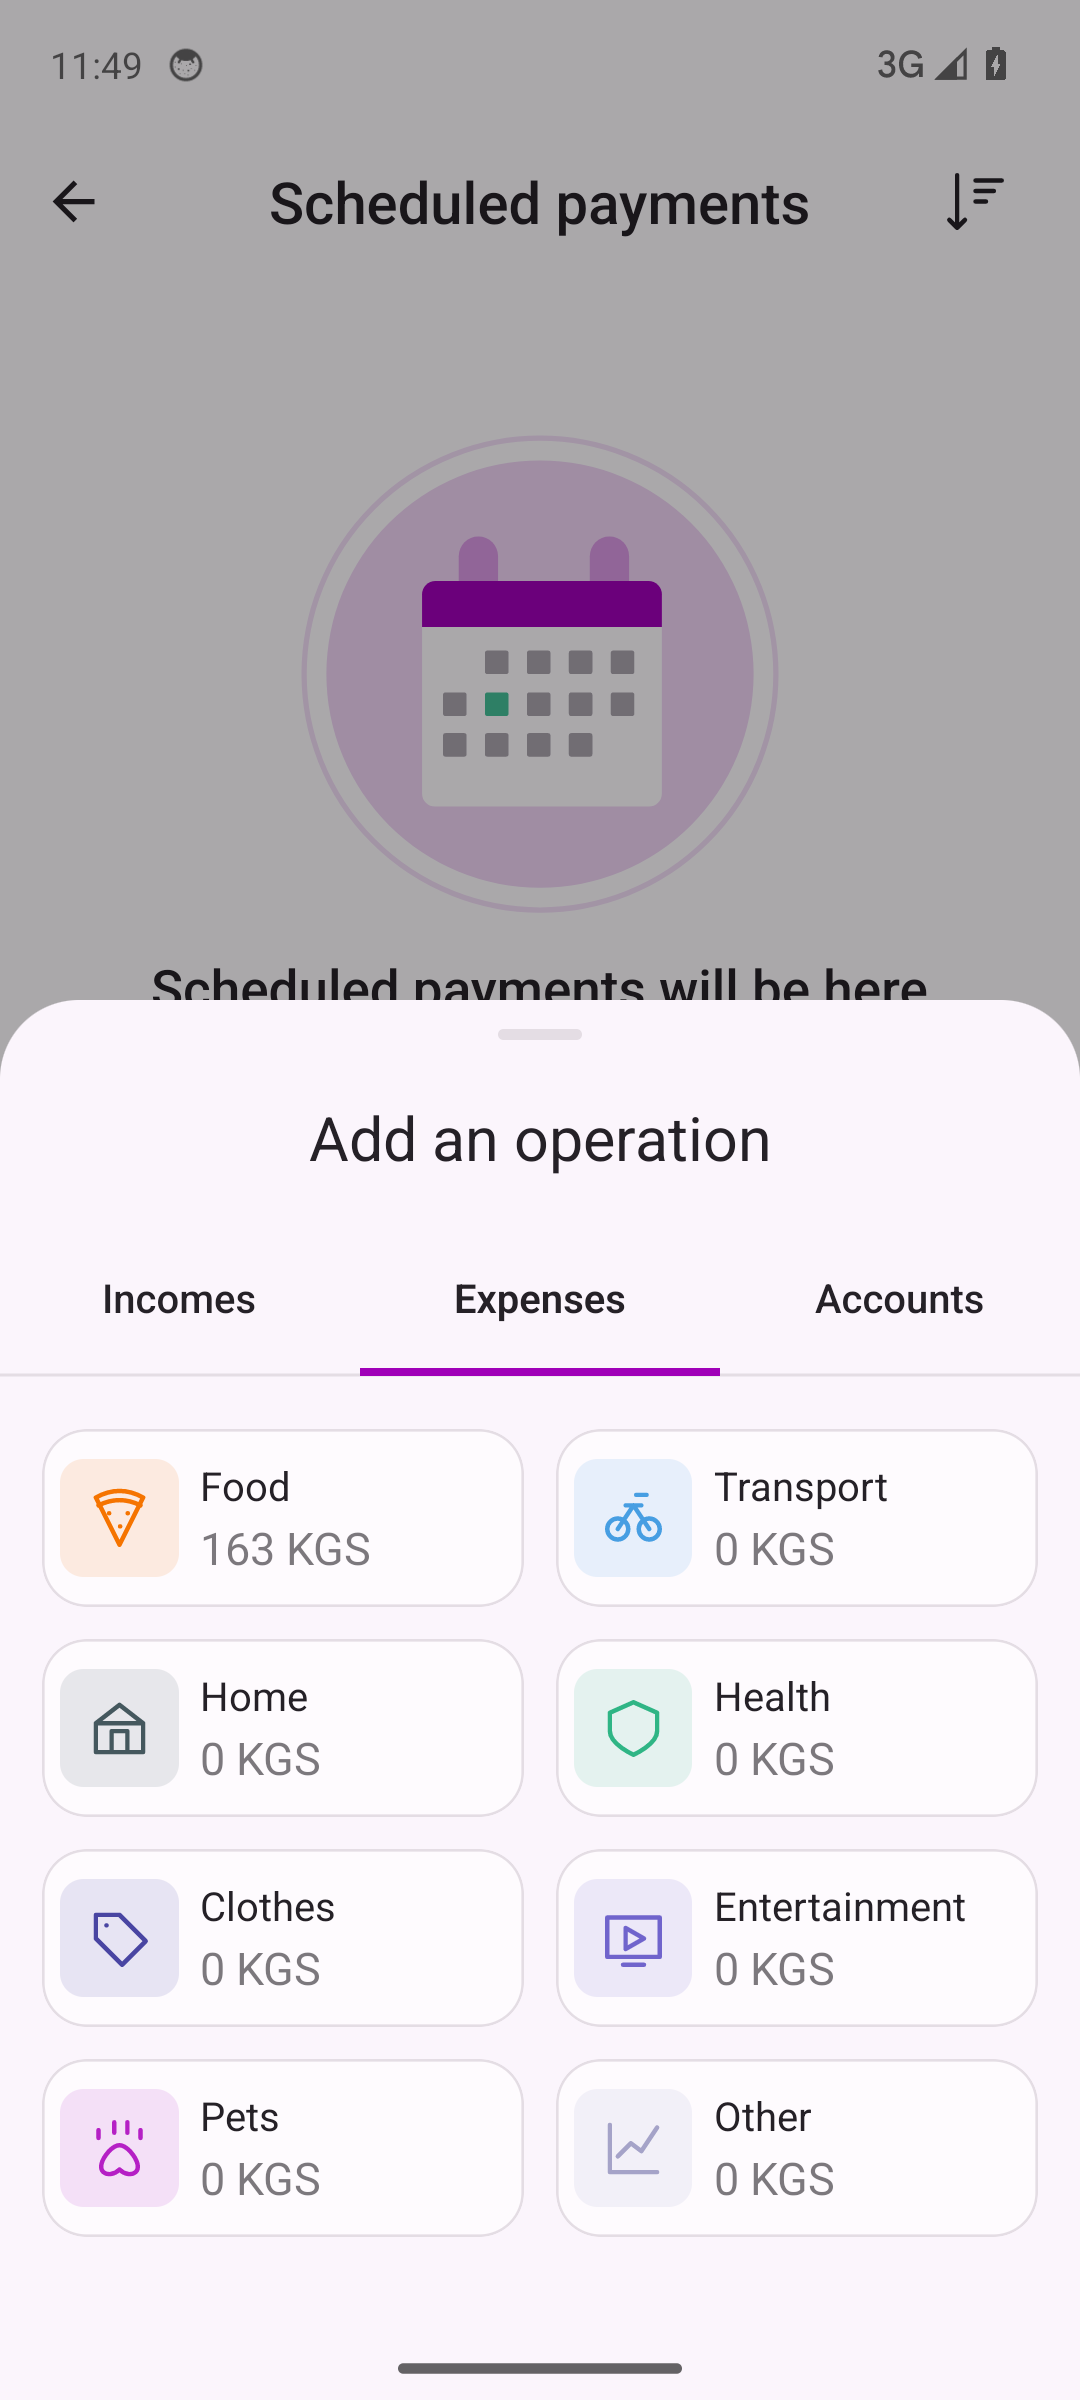 11:49
3G
Scheduled payments
Scheduled payments will be here
Add an operation
Incomes
Expenses
Accounts
Food
163 KGS
Transport
0 KGS
Home
0 KGS
Health
0 KGS
Clothes
0 KGS
Entertainment
0 KGS
Pets
0 KGS
Other
0 KGS